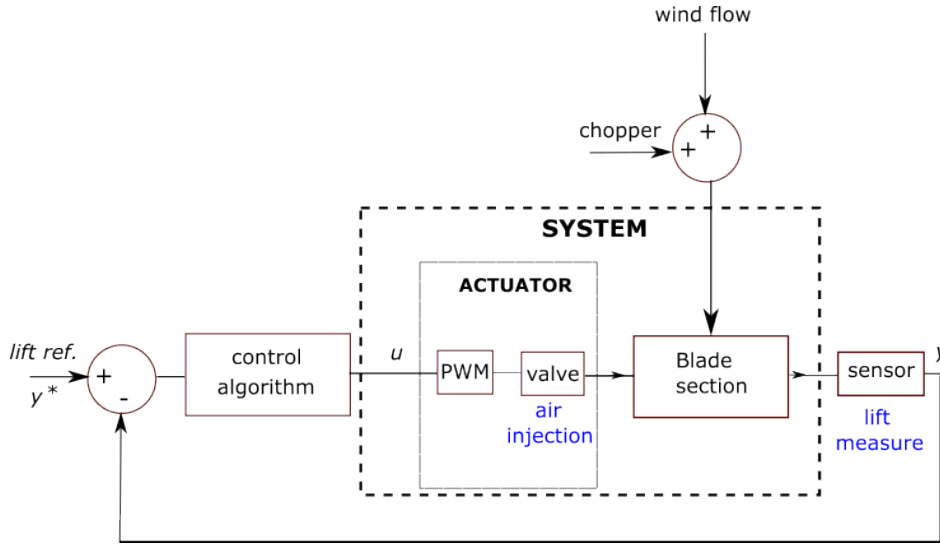 wind flow
chopper
+
+
SYSTEM
ACTUATOR
lift ref.
y*
+
-
control
algorithm
u
PWM
valve
air
injection
Blade
section
sensor
lift
measure
y